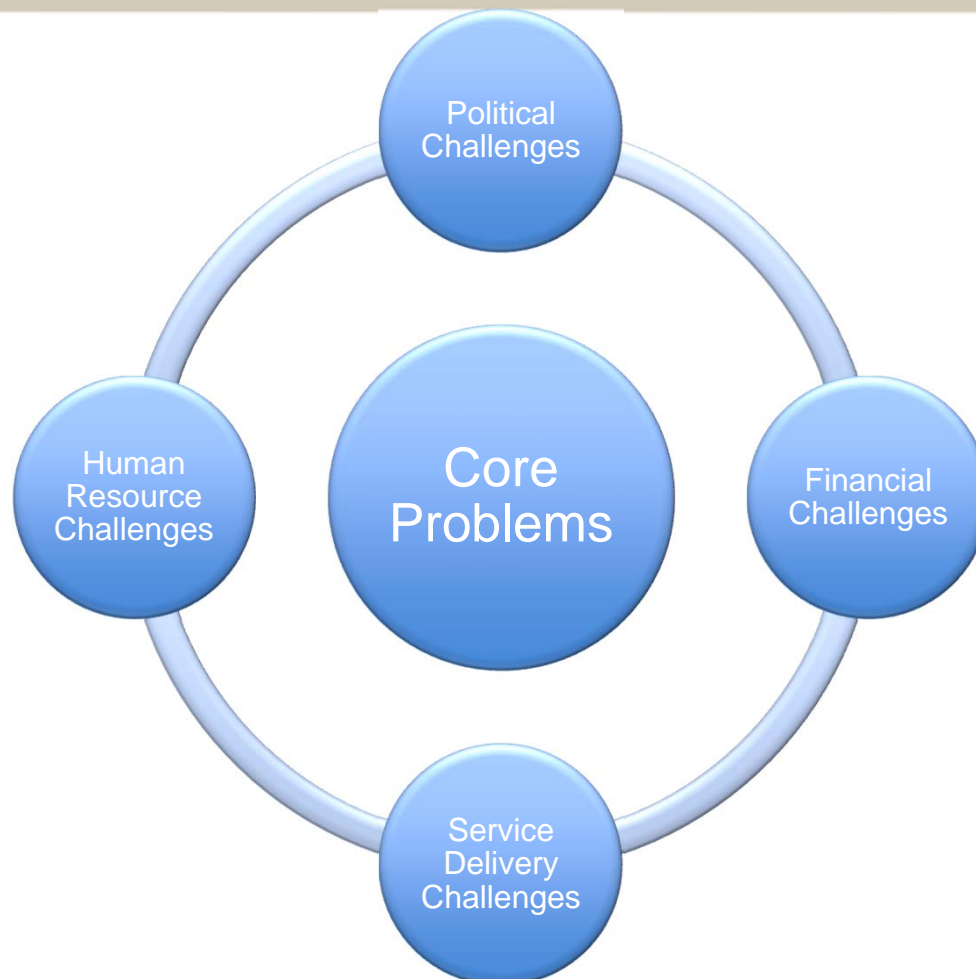 Political
Challenges
Human
Resource
Challenges
Core
Problems
Financial
Challenges
Service
Delivery
Challenges